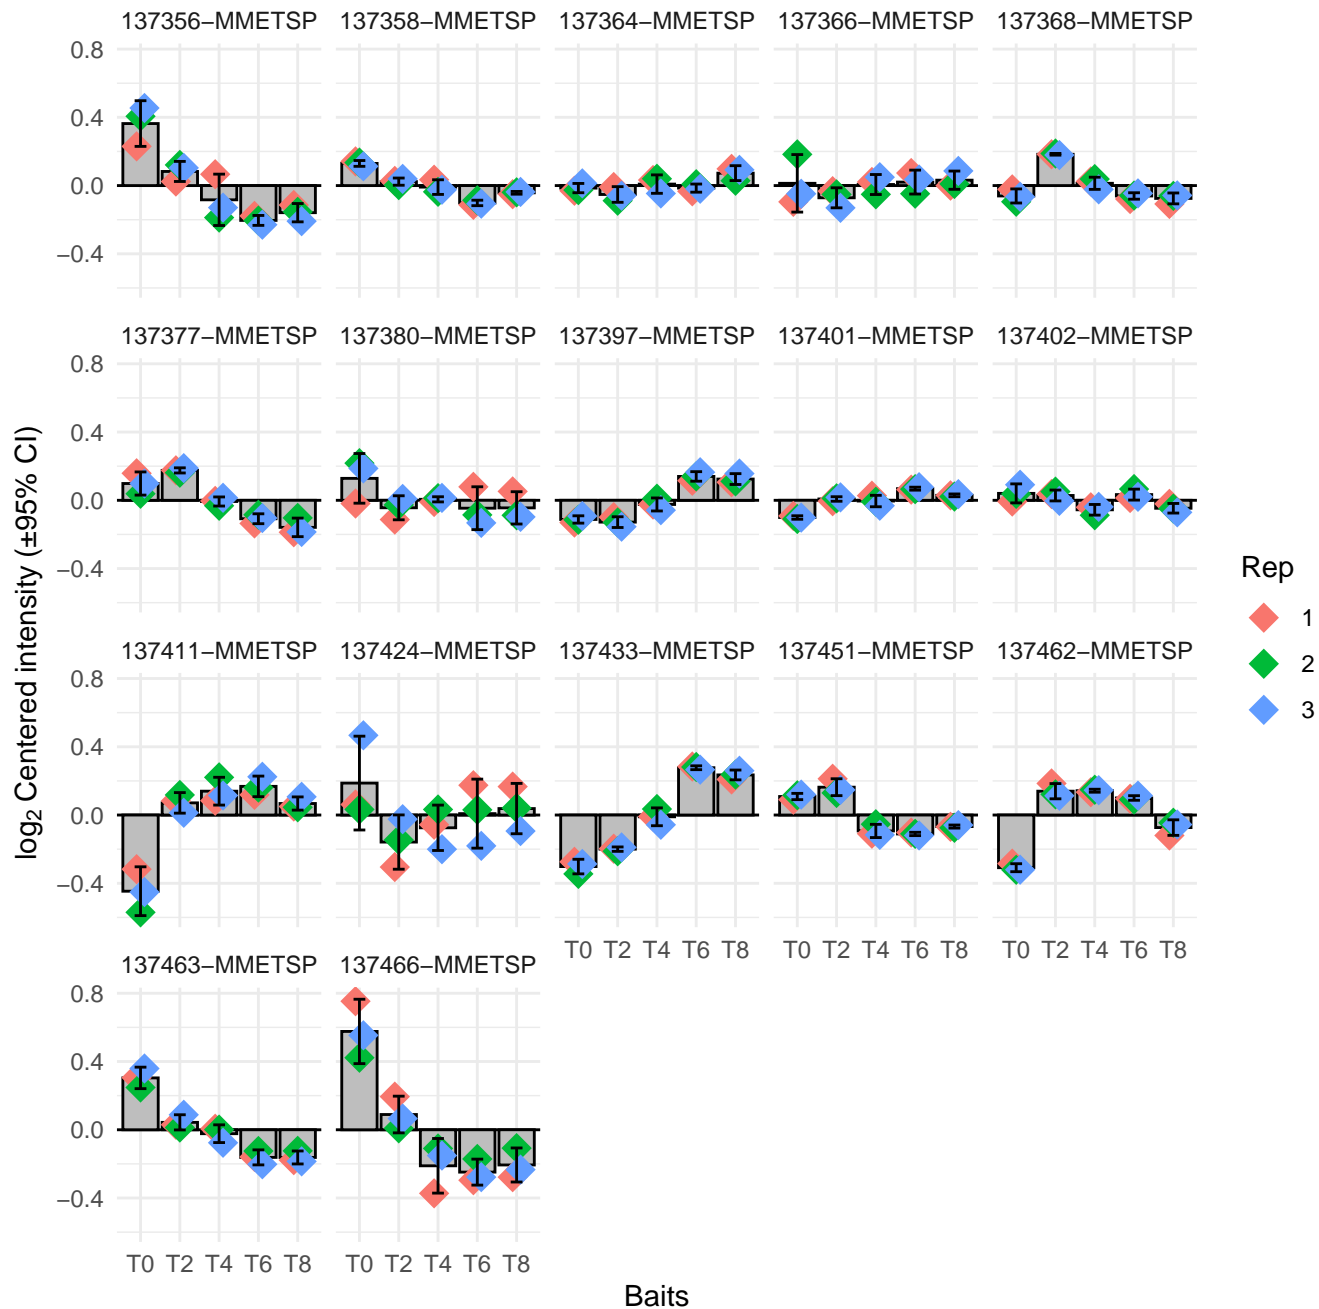 137356−MMETSP 137358−MMETSP 137364−MMETSP 137366−MMETSP 137368−MMETSP
0.8
0.4
0.0
−0.4
137377−MMETSP 137380−MMETSP 137397−MMETSP 137401−MMETSP 137402−MMETSP
0.8
0.4
0.0
−0.4
137411−MMETSP 137424−MMETSP 137433−MMETSP 137451−MMETSP 137462−MMETSP
0.8
0.4
0.0
−0.4
T0 T2 T4 T6 T8 T0 T2 T4 T6 T8 T0 T2 T4 T6 T8
137463−MMETSP 137466−MMETSP
0.8
0.4
0.0
−0.4
T0 T2 T4 T6 T8 T0 T2 T4 T6 T8
Baits
log₂ Centered intensity (±95% CI)
Rep
1
2
3